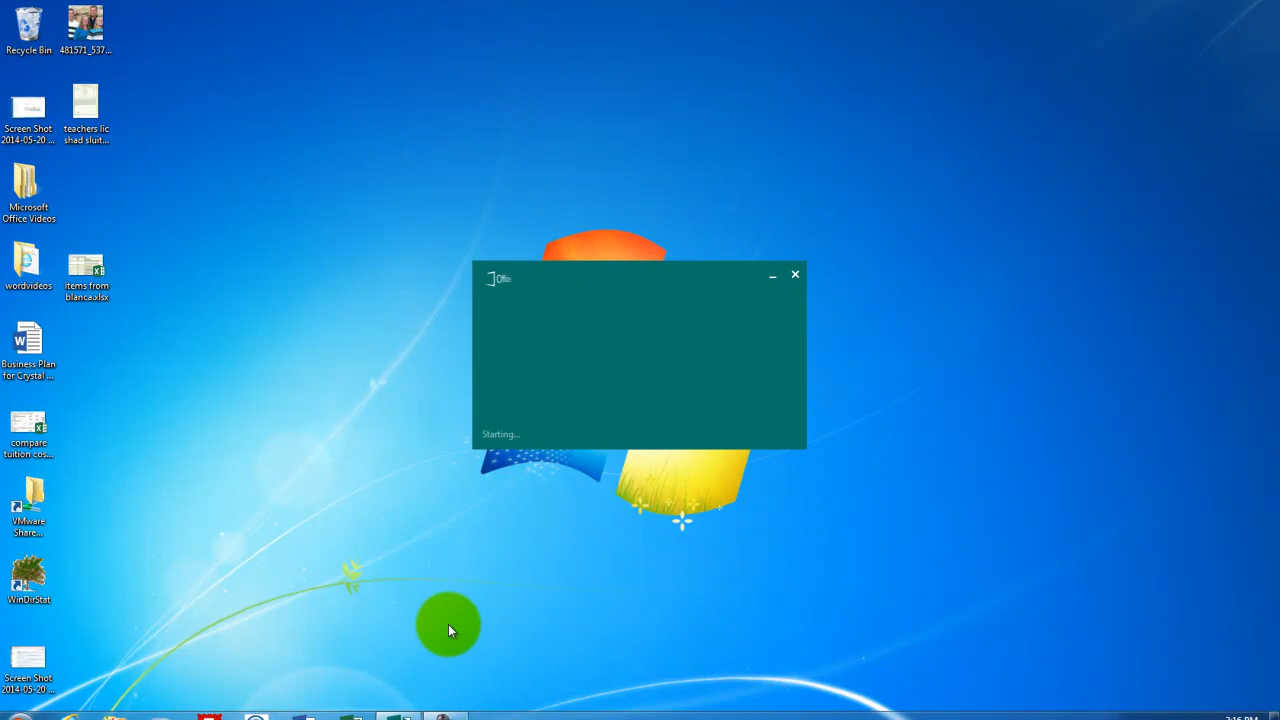 Recycle Bin
481571_537...
Screen Shot
2014-05-20 ...
teachers lic
shad sluit...
Microsoft
Office Videos
wordvideos
items from
blanca.xlsx
Business Plan
for Crystal ...
compare
tuition cos...
VMware
Share...
WinDirStat
Screen Shot
2014-05-20 ...
Office
Starting...